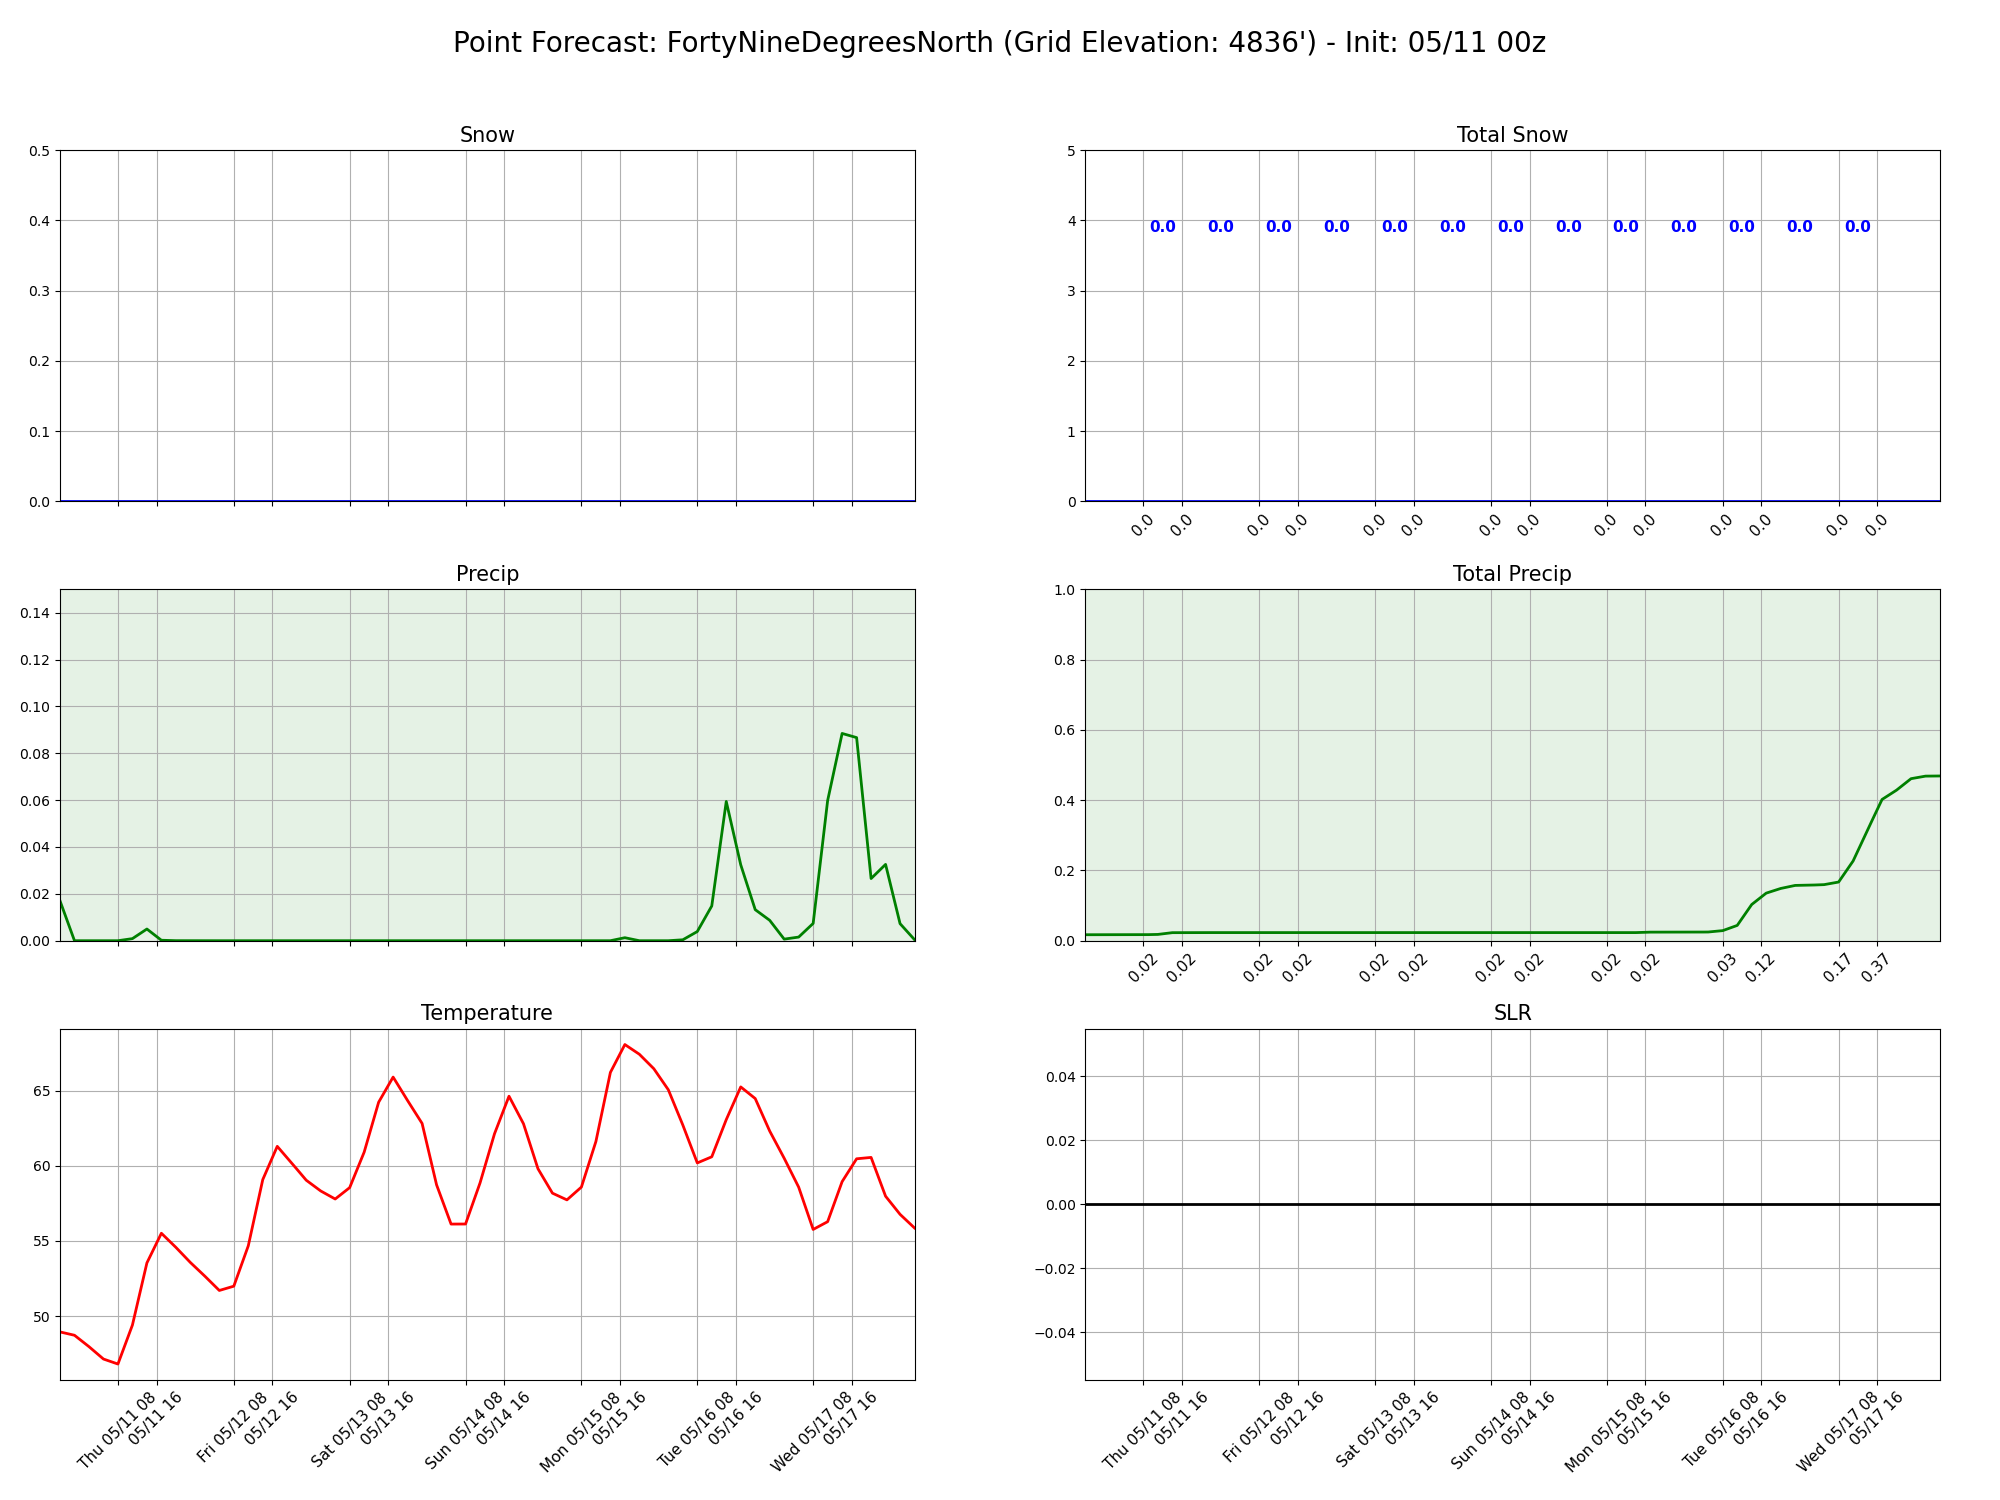 Point Forecast: FortyNineDegreesNorth (Grid Elevation: 4836') - Init: 05/11 00z
Snow
0.5
0.4
0.3
0.2
0.1
0.0
Total Snow
5
4
3
2
1
0
0.0 0.0 0.0 0.0 0.0 0.0 0.0 0.0 0.0 0.0 0.0 0.0 0.0
0.0 0.0 0.0 0.0 0.0 0.0 0.0 0.0 0.0 0.0 0.0 0.0 0.0 0.0
Precip
0.14
0.12
0.10
0.08
0.06
0.04
0.02
0.00
Total Precip
1.0
0.8
0.6
0.4
0.2
0.0
0.02 0.02 0.02 0.02 0.02 0.02 0.02 0.02 0.02 0.02 0.03 0.12 0.17 0.37
Temperature
65
60
55
50
Thu 05/11 08
05/11 16
Fri 05/12 08
05/12 16
Sat 05/13 08
05/13 16
Sun 05/14 08
05/14 16
Mon 05/15 08
05/15 16
Tue 05/16 08
05/16 16
Wed 05/17 08
05/17 16
SLR
0.04
0.02
0.00
−0.02
−0.04
Thu 05/11 08
05/11 16
Fri 05/12 08
05/12 16
Sat 05/13 08
05/13 16
Sun 05/14 08
05/14 16
Mon 05/15 08
05/15 16
Tue 05/16 08
05/16 16
Wed 05/17 08
05/17 16